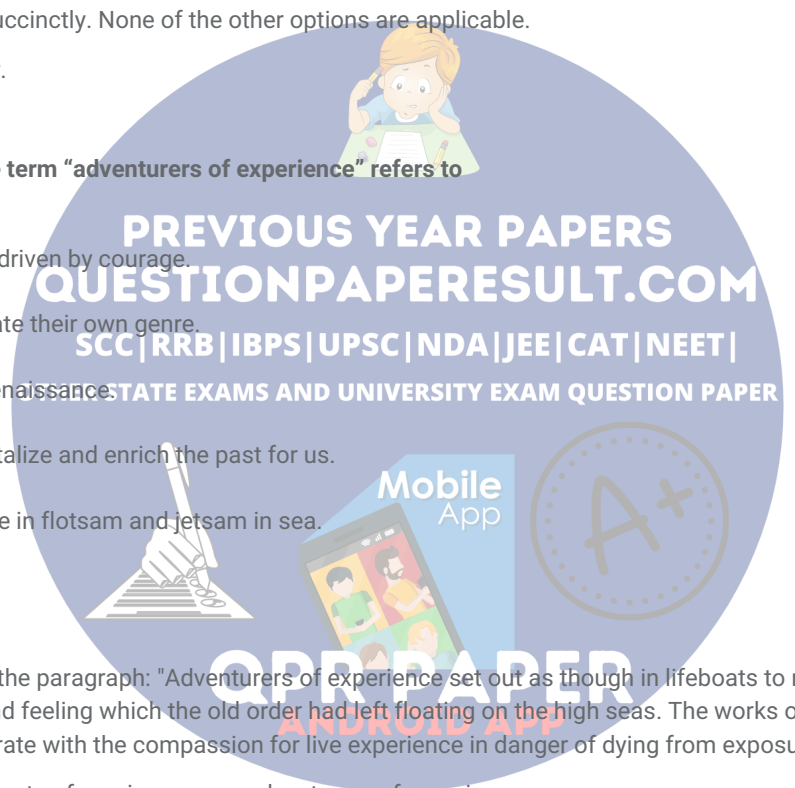 uccinctly. None of the other options are applicable.
.
term “adventurers of experience” refers to
PREVIOUS YEAR PAPERS
driven by courage.
QUESTIONPAPERESULT.COM
ate their own genre.
SCC|RRB|IBPS|UPSC|NDA|JEE|CAT|NEET|
enaissance.
STATE EXAMS AND UNIVERSITY EXAM QUESTION PAPER
talize and enrich the past for us.
Mobile
App
e in flotsam and jetsam in sea.
A+
the paragraph: "Adventurers of experience set out as though in lifeboats to
QPR PAPER
nd feeling which the old order had left floating on the high seas. The works o
ANDROID APP
rate with the compassion for live experience in danger of dying from exposu